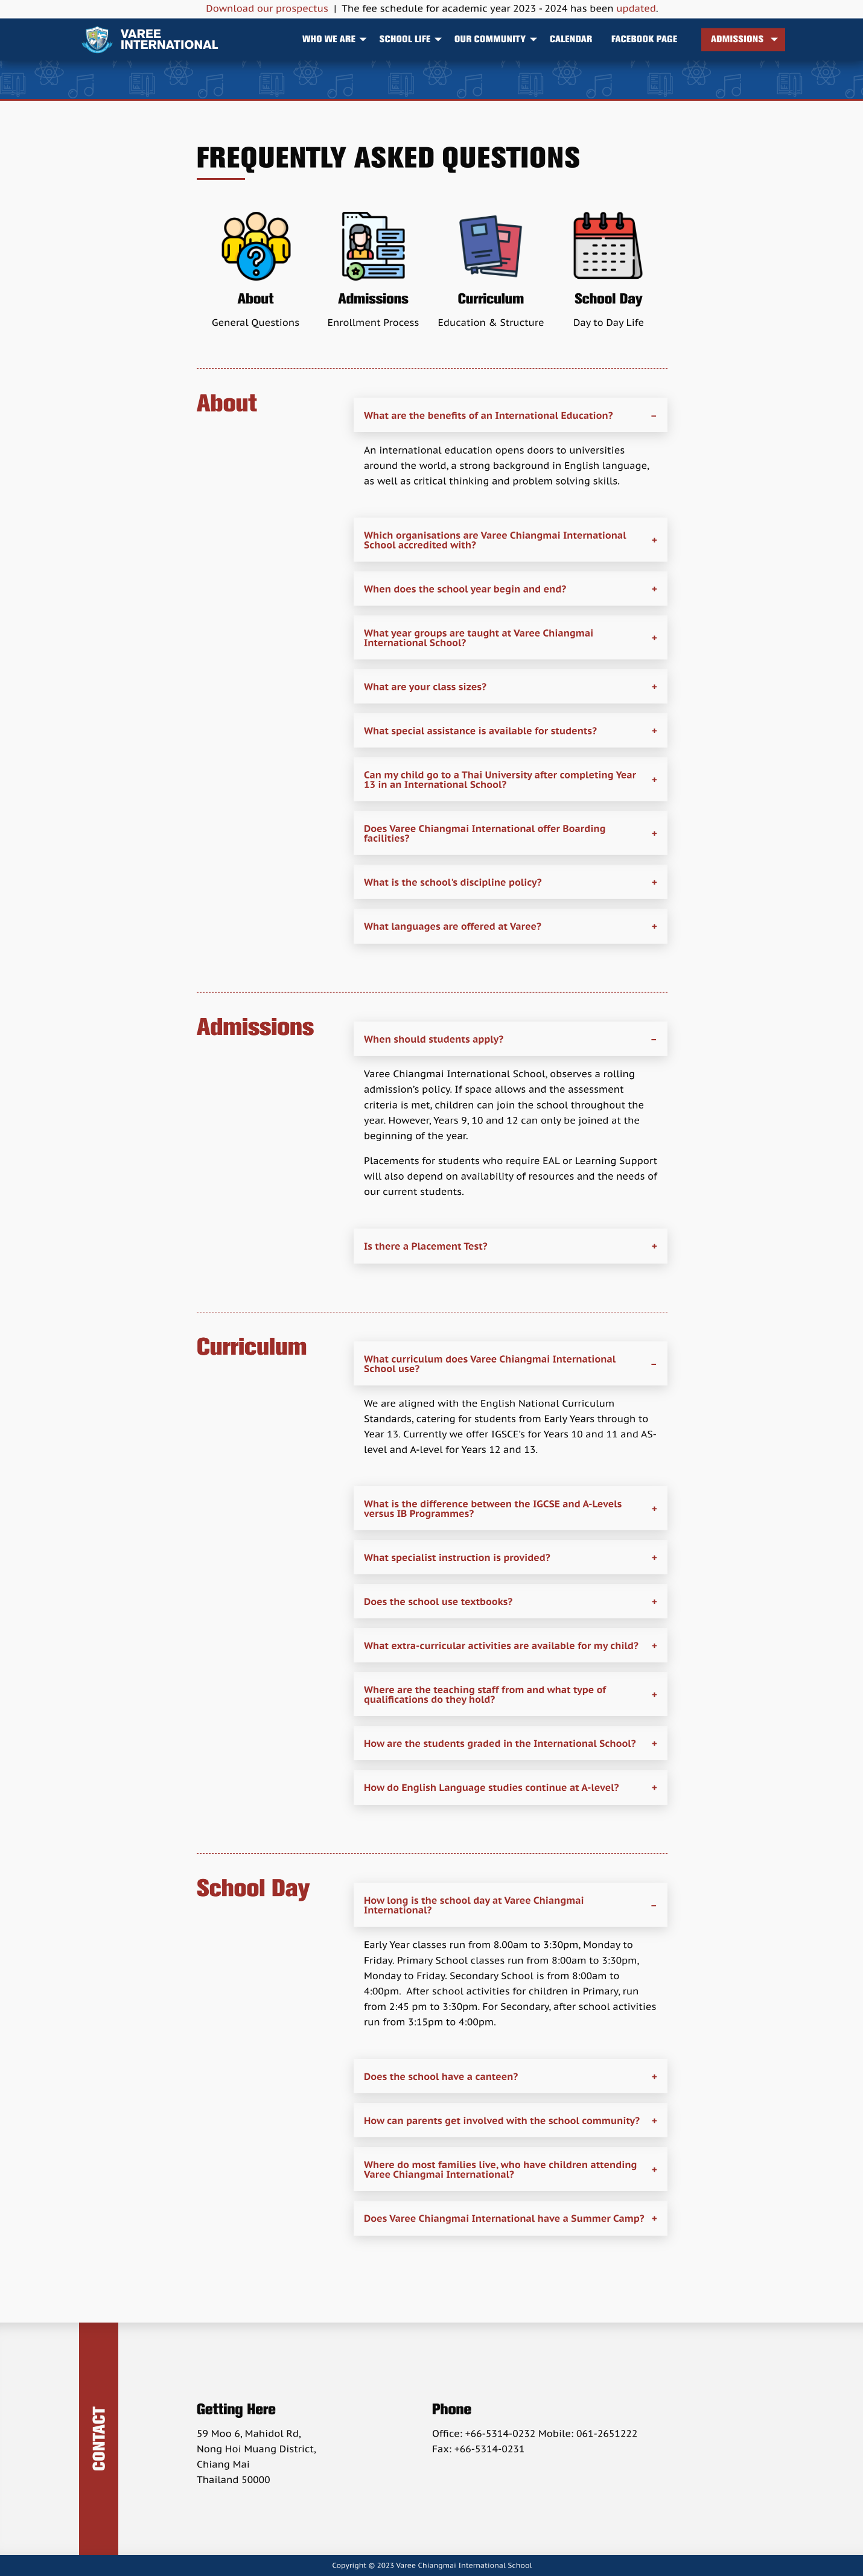 Download our prospectus | The fee schedule for academic year 2023 - 2024 has been updated.
VAREE
INTERNATIONAL
WHO WE ARE SCHOOL LIFE OUR COMMUNITY CALENDAR FACEBOOK PAGE ADMISSIONS
FREQUENTLY ASKED QUESTIONS
About Admissions Curriculum School Day
General Questions Enrollment Process Education & Structure Day to Day Life
About
What are the benefits of an International Education? –
An international education opens doors to universities
around the world, a strong background in English language,
as well as critical thinking and problem solving skills.
Which organisations are Varee Chiangmai International
School accredited with? +
When does the school year begin and end? +
What year groups are taught at Varee Chiangmai
International School? +
What are your class sizes? +
What special assistance is available for students? +
Can my child go to a Thai University after completing Year
13 in an International School? +
Does Varee Chiangmai International offer Boarding
facilities? +
What is the school's discipline policy? +
What languages are offered at Varee? +
Admissions
When should students apply? –
Varee Chiangmai International School, observes a rolling
admission's policy. If space allows and the assessment
criteria is met, children can join the school throughout the
year. However, Years 9, 10 and 12 can only be joined at the
beginning of the year.
Placements for students who require EAL or Learning Support
will also depend on availability of resources and the needs of
our current students.
Is there a Placement Test? +
Curriculum
What curriculum does Varee Chiangmai International
School use? –
We are aligned with the English National Curriculum
Standards, catering for students from Early Years through to
Year 13. Currently we offer IGSCE's for Years 10 and 11 and AS-
level and A-level for Years 12 and 13.
What is the difference between the IGCSE and A-Levels
versus IB Programmes? +
What specialist instruction is provided? +
Does the school use textbooks? +
What extra-curricular activities are available for my child? +
Where are the teaching staff from and what type of
qualifications do they hold? +
How are the students graded in the International School? +
How do English Language studies continue at A-level? +
School Day
How long is the school day at Varee Chiangmai
International? –
Early Year classes run from 8.00am to 3:30pm, Monday to
Friday. Primary School classes run from 8:00am to 3:30pm,
Monday to Friday. Secondary School is from 8:00am to
4:00pm. After school activities for children in Primary, run
from 2:45 pm to 3:30pm. For Secondary, after school activities
run from 3:15pm to 4:00pm.
Does the school have a canteen? +
How can parents get involved with the school community? +
Where do most families live, who have children attending
Varee Chiangmai International? +
Does Varee Chiangmai International have a Summer Camp? +
CONTACT
Getting Here
59 Moo 6, Mahidol Rd,
Nong Hoi Muang District,
Chiang Mai
Thailand 50000
Phone
Office: +66-5314-0232 Mobile: 061-2651222
Fax: +66-5314-0231
Copyright © 2023 Varee Chiangmai International School